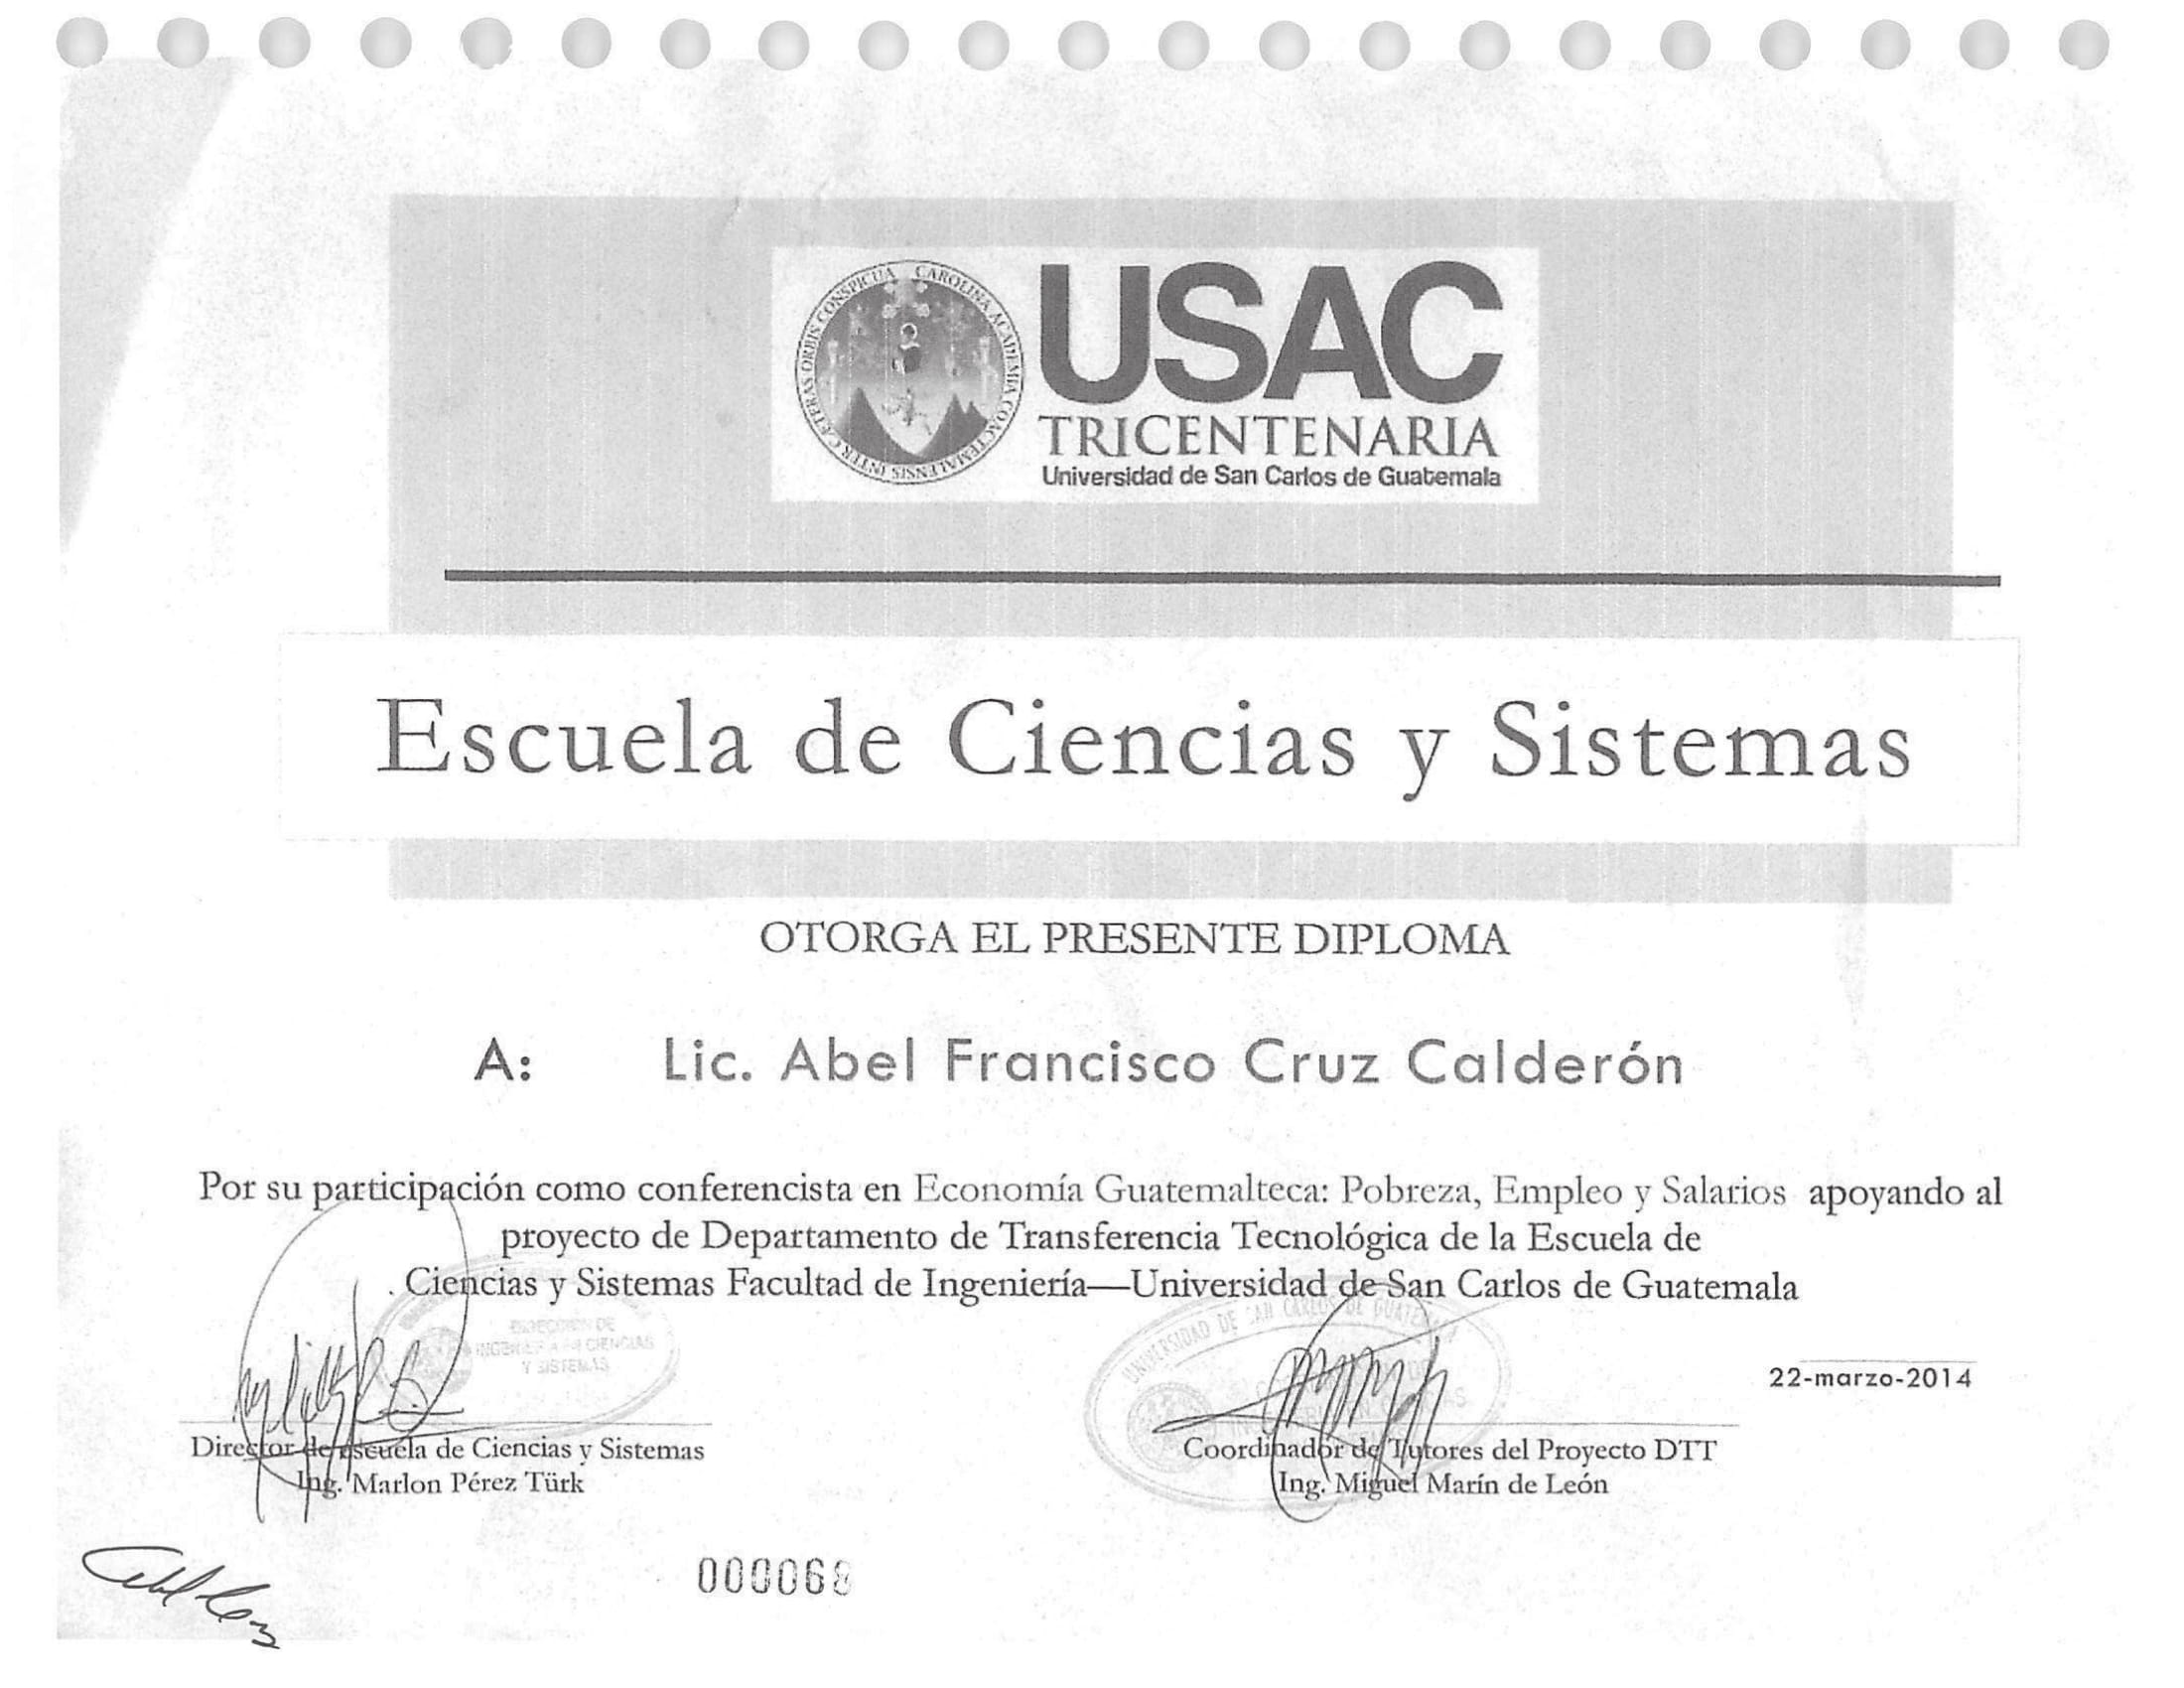 CAROLINA ACADEMIA COACTEMALENSIS INTER CÆTERAS ORBIS CONSPICUA
USAC
TRICENTENARIA
Universidad de San Carlos de Guatemala
Escuela de Ciencias y Sistemas
OTORGA EL PRESENTE DIPLOMA
A: Lic. Abel Francisco Cruz Calderón
Por su participación como conferencista en Economía Guatemalteca: Pobreza, Empleo y Salarios apoyando al
proyecto de Departamento de Transferencia Tecnológica de la Escuela de
. Ciencias y Sistemas Facultad de Ingeniería—Universidad de San Carlos de Guatemala
DIRECCION DE
INGENIERIA EN CIENCIAS
Y SISTEMAS
UNIVERSIDAD DE SAN CARLOS DE GUATEMALA
22-marzo-2014
Director de escuela de Ciencias y Sistemas
Ing. Marlon Pérez Türk
Coordinador de Tutores del Proyecto DTT
Ing. Miguel Marín de León
000068